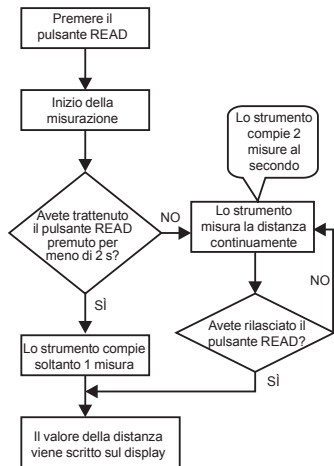 Premere il
pulsante READ
Inizio della
misurazione
Lo strumento
compie 2
misure al
secondo
Avete trattenuto
il pulsante READ
premuto per
meno di 2 s?
NO
Lo strumento
misura la distanza
continuamente
NO
SÌ
Avete rilasciato il
pulsante READ?
Lo strumento compie
soltanto 1 misura
SÌ
Il valore della distanza
viene scritto sul display